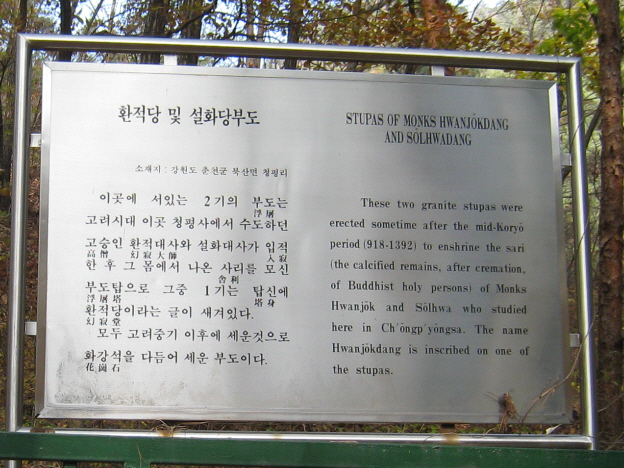 환적당 및 설화당부도
소재지 : 강원도 춘천군 북산면 청평리
이곳에 서있는 2기의 부도는
浮屠
고려시대 이곳 청평사에서 수도하던
고승인 환적대사와 설화대사가 입적
高僧 幻寂大師 入寂
한 후 그 몸에서 나온 사리를 모신
舍利
부도탑으로 그중 1기는 탑신에
浮屠塔 塔身
환적당이라는 글이 새겨있다.
幻寂堂
모두 고려중기 이후에 세운것으로
화강석을 다듬어 세운 부도이다.
花崗石
STUPAS OF MONKS HWANJŎKDANG
AND SŎLHWADANG
These two granite stupas were
erected sometime after the mid-Koryŏ
period (918-1392) to enshrine the sari
(the calcified remains, after cremation,
of Buddhist holy persons) of Monks
Hwanjŏk and Sŏlhwa who studied
here in Ch'ŏngp'yŏngsa. The name
Hwanjŏkdang is inscribed on one of
the stupas.